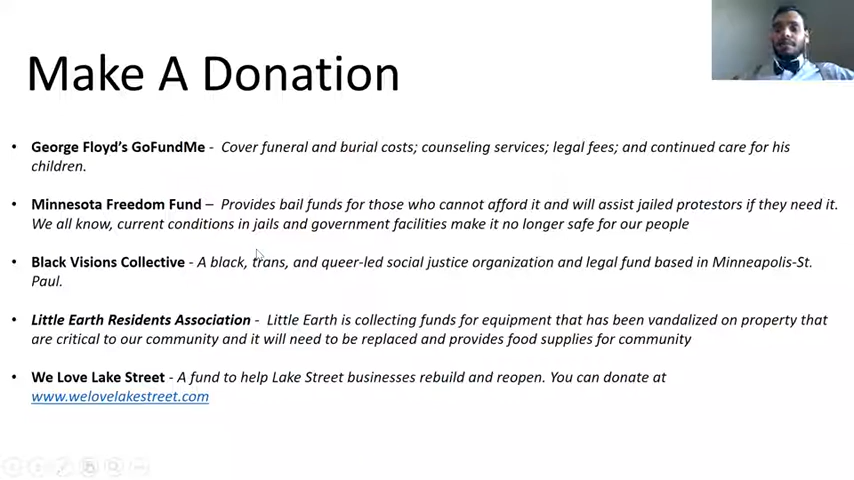 Make A Donation
• George Floyd's GoFundMe - Cover funeral and burial costs; counseling services; legal fees; and continued care for his
children.
• Minnesota Freedom Fund – Provides bail funds for those who cannot afford it and will assist jailed protestors if they need it.
We all know, current conditions in jails and government facilities make it no longer safe for our people
• Black Visions Collective - A black, trans, and queer-led social justice organization and legal fund based in Minneapolis-St.
Paul.
• Little Earth Residents Association - Little Earth is collecting funds for equipment that has been vandalized on property that
are critical to our community and it will need to be replaced and provides food supplies for community
• We Love Lake Street - A fund to help Lake Street businesses rebuild and reopen. You can donate at
www.welovelakestreet.com